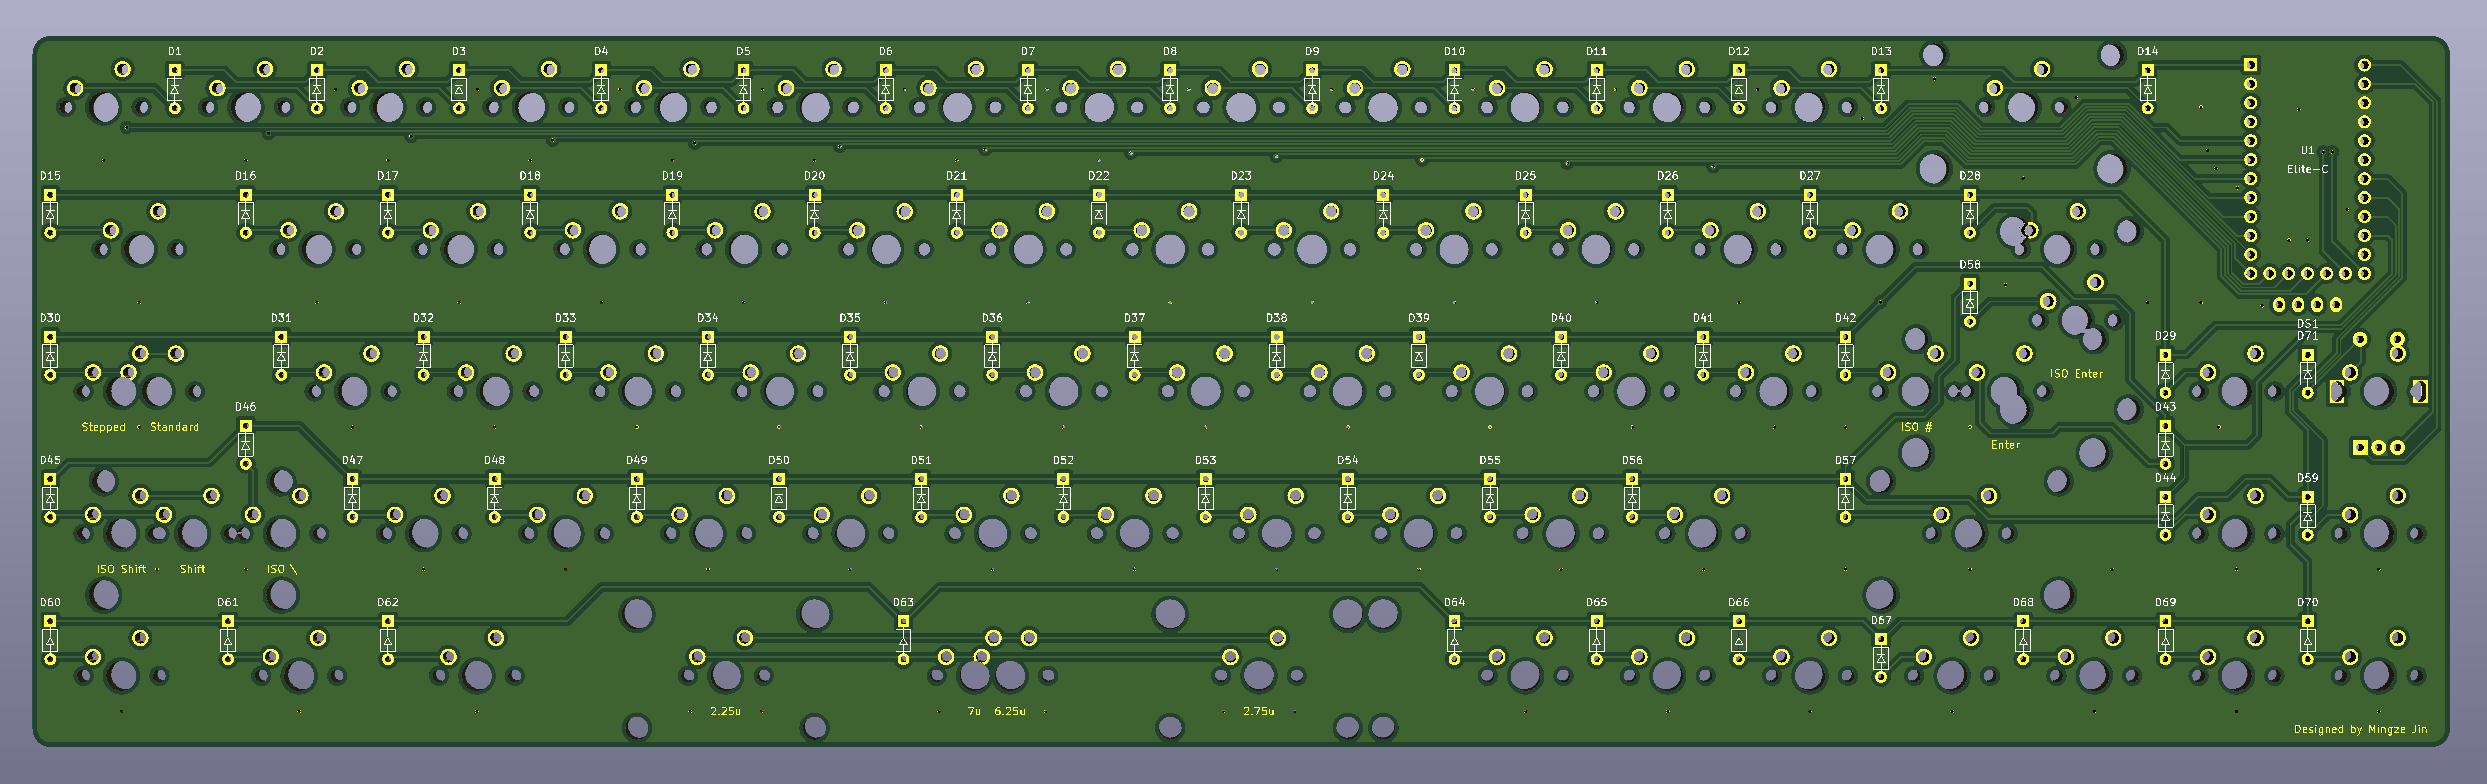 D1 D2 D3 D4 D5 D6 D7 D8 D9 D10 D11 D12 D13 D14
U1
Elite-C
D15 D16 D17 D18 D19 D20 D21 D22 D23 D24 D25 D26 D27 D28
D58
D30 D31 D32 D33 D34 D35 D36 D37 D38 D39 D40 D41 D42 D29 DS1
D71
ISO Enter
D46 D43
Stepped Standard ISO #
Enter
D45 D47 D48 D49 D50 D51 D52 D53 D54 D55 D56 D57 D44 D59
ISO Shift Shift ISO \
D60 D61 D62 D63 D64 D65 D66 D67 D68 D69 D70
2.25u 7u 6.25u 2.75u
Designed by Mingze Jin